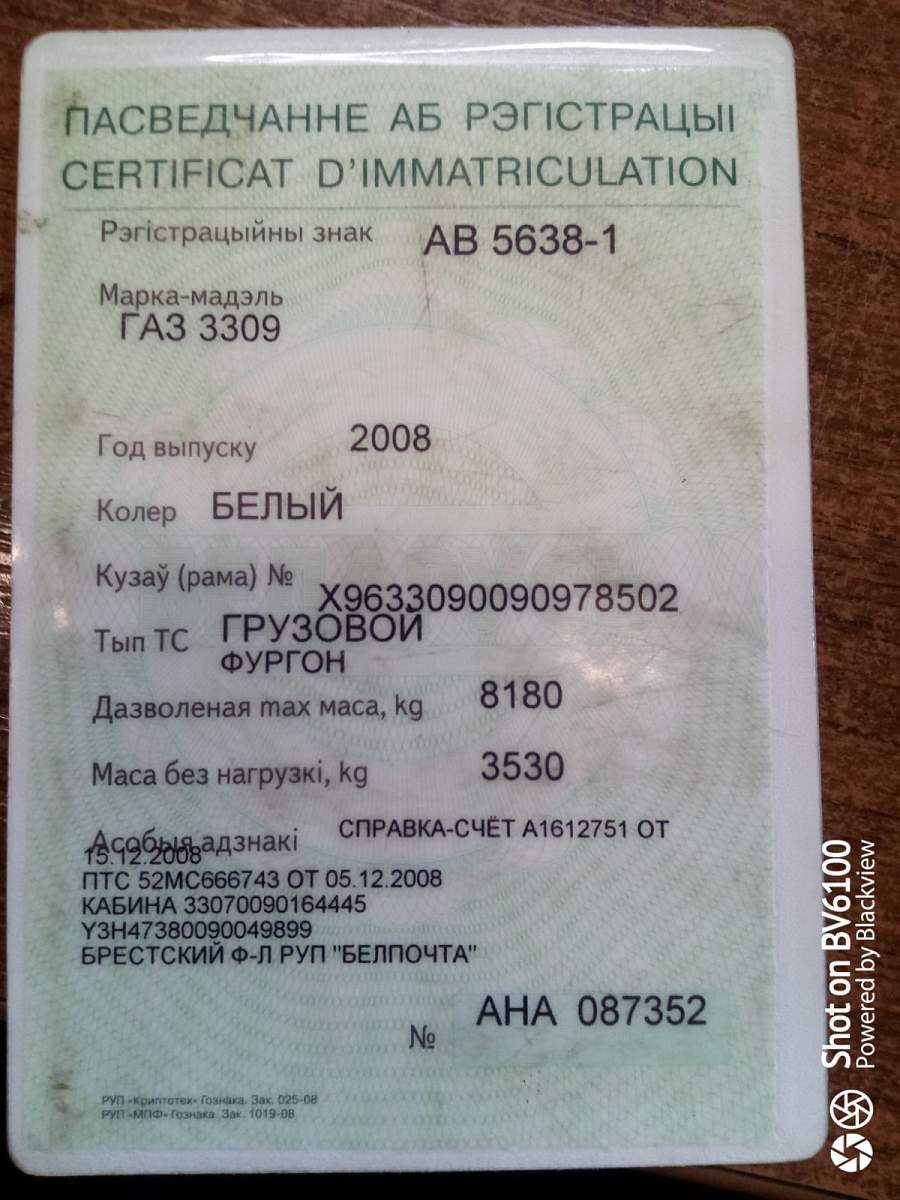 ПАСВЕДЧАННЕ АБ РЭГІСТРАЦЫІ
CERTIFICAT D'IMMATRICULATION
Рэгістрацыйны знак АВ 5638-1
Марка-мадэль
ГАЗ 3309
Год выпуску 2008
Колер БЕЛЫЙ
Кузаў (рама) № X9633090090978502
Тып ТС ГРУЗОВОЙ
ФУРГОН
Дазволеная max маса, kg 8180
Маса без нагрузкі, kg 3530
Асобыя адзнакі СПРАВКА-СЧЁТ А1612751 ОТ
15.12.2008
ПТС 52МС666743 ОТ 05.12.2008
КАБИНА 33070090164445
Y3H47380090049899
БРЕСТСКИЙ Ф-Л РУП "БЕЛПОЧТА"
№ АНА 087352
РУП «Криптотех» Гознака. Зак. 025-08
РУП «МПФ» Гознака. Зак. 1019-08
Shot on BV6100
Powered by Blackview